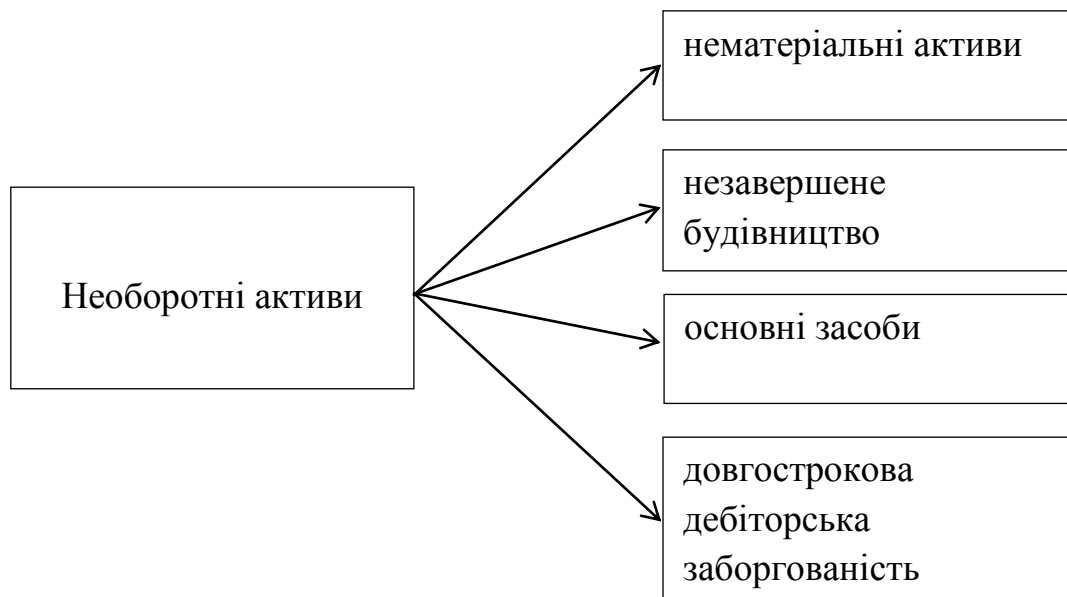 нематеріальні активи
незавершене
будівництво
Необоротні активи
основні засоби
довгострокова
дебіторська
заборгованість